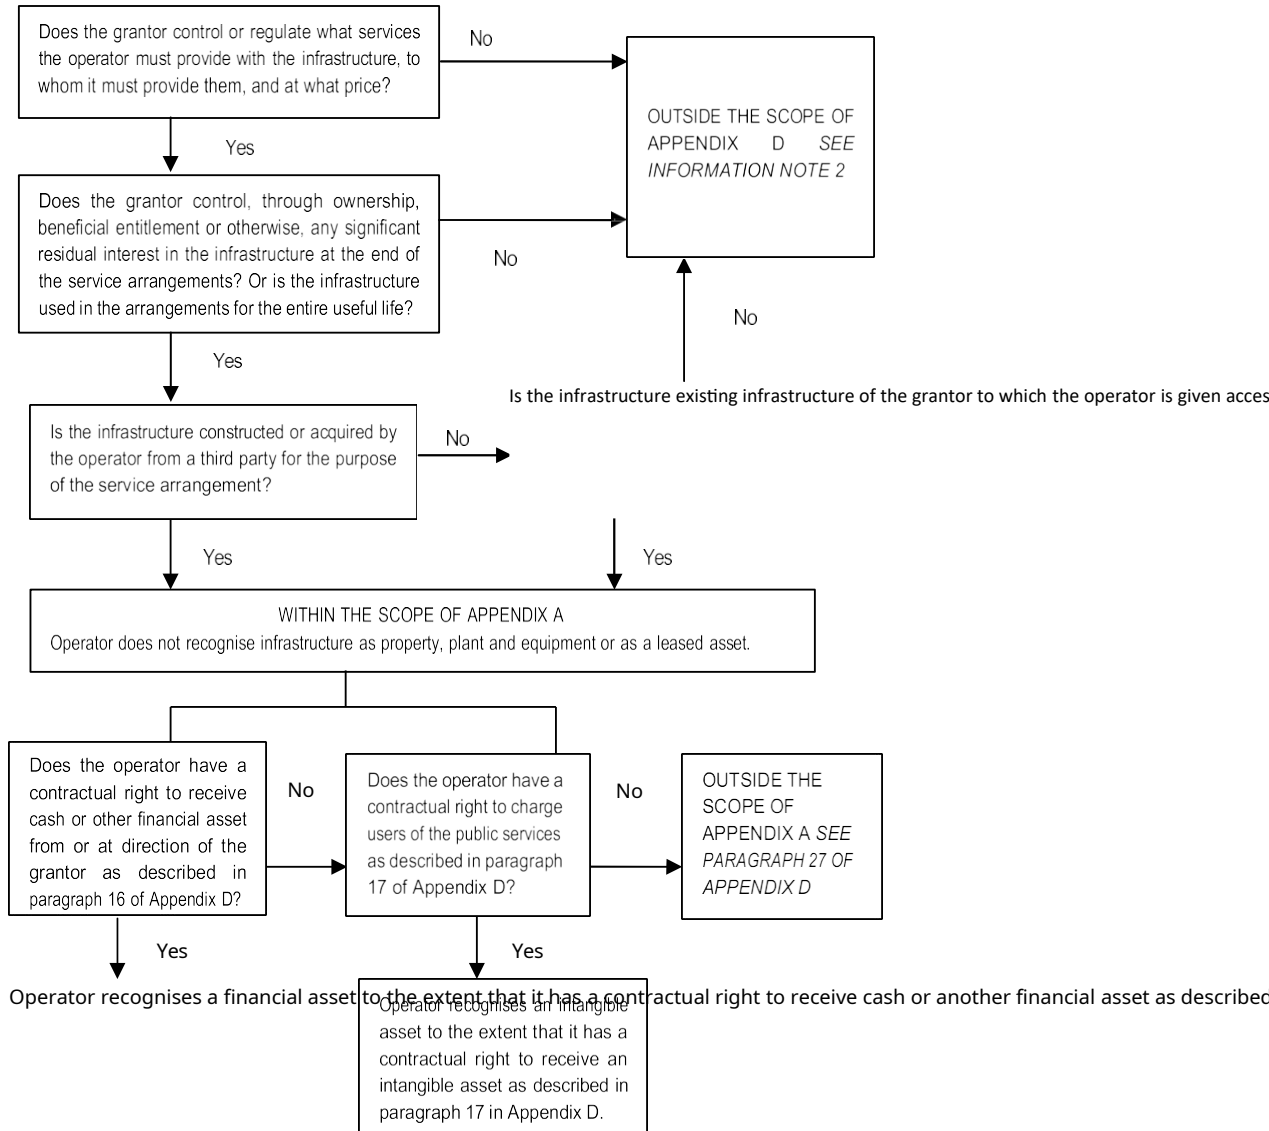 Does the grantor control or regulate what services
the operator must provide with the infrastructure, to
whom it must provide them, and at what price?
No
OUTSIDE THE SCOPE OF
APPENDIX D SEE
INFORMATION NOTE 2
Yes
Does the grantor control, through ownership,
beneficial entitlement or otherwise, any significant
residual interest in the infrastructure at the end of
the service arrangements? Or is the infrastructure
used in the arrangements for the entire useful life?
No
No
Yes
Is the infrastructure existing infrastructure of the grantor to which the operator is given acces
Is the infrastructure constructed or acquired by
the operator from a third party for the purpose
of the service arrangement?
No
Yes
Yes
WITHIN THE SCOPE OF APPENDIX A
Operator does not recognise infrastructure as property, plant and equipment or as a leased asset.
Does the operator have a
contractual right to receive
cash or other financial asset
from or at direction of the
grantor as described in
paragraph 16 of Appendix D?
No
Does the operator have a
contractual right to charge
users of the public services
as described in paragraph
17 of Appendix D?
No
OUTSIDE THE
SCOPE OF
APPENDIX A SEE
PARAGRAPH 27 OF
APPENDIX D
Yes
Yes
Operator recognises a financial asset to the extent that it has a contractual right to receive cash or another financial asset as described
Operator recognises an intangible
asset to the extent that it has a
contractual right to receive an
intangible asset as described in
paragraph 17 in Appendix D.